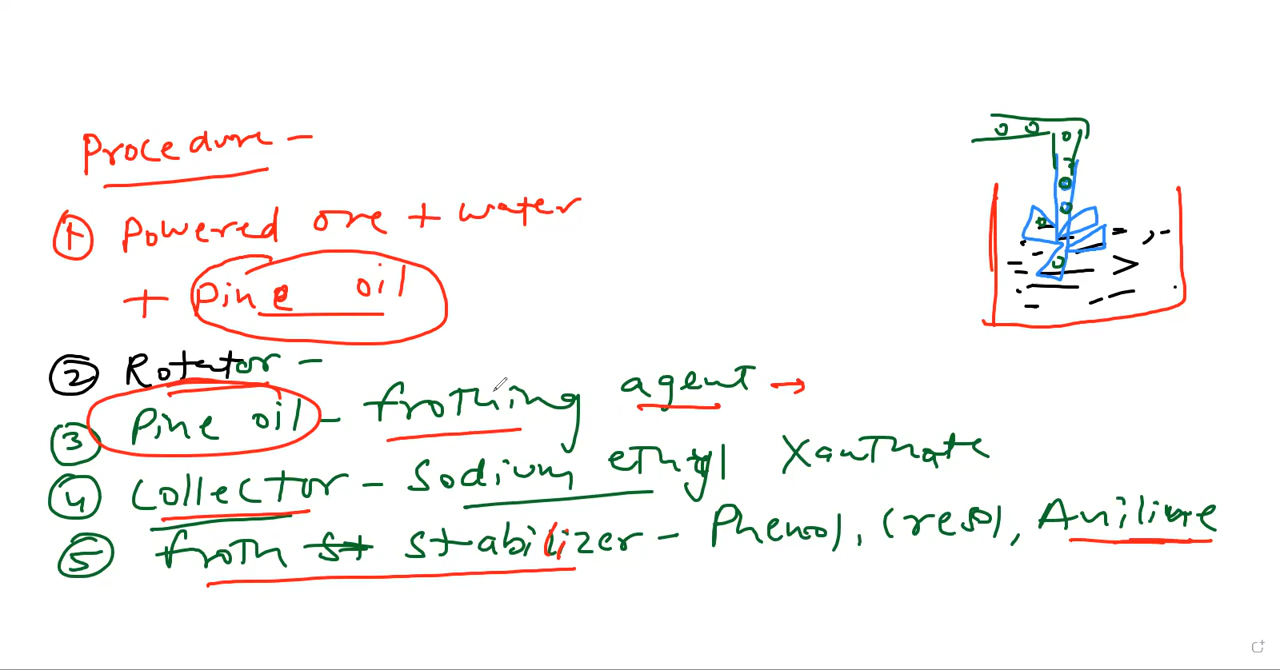 Procedure -
① Powered ore + water
+ Pine oil
② Rotator -
③ Pine oil - frothing agent →
④ Collector - Sodium ethyl Xanthate
⑤ froth st stabilizer - Phenol, Cresol, Aniline